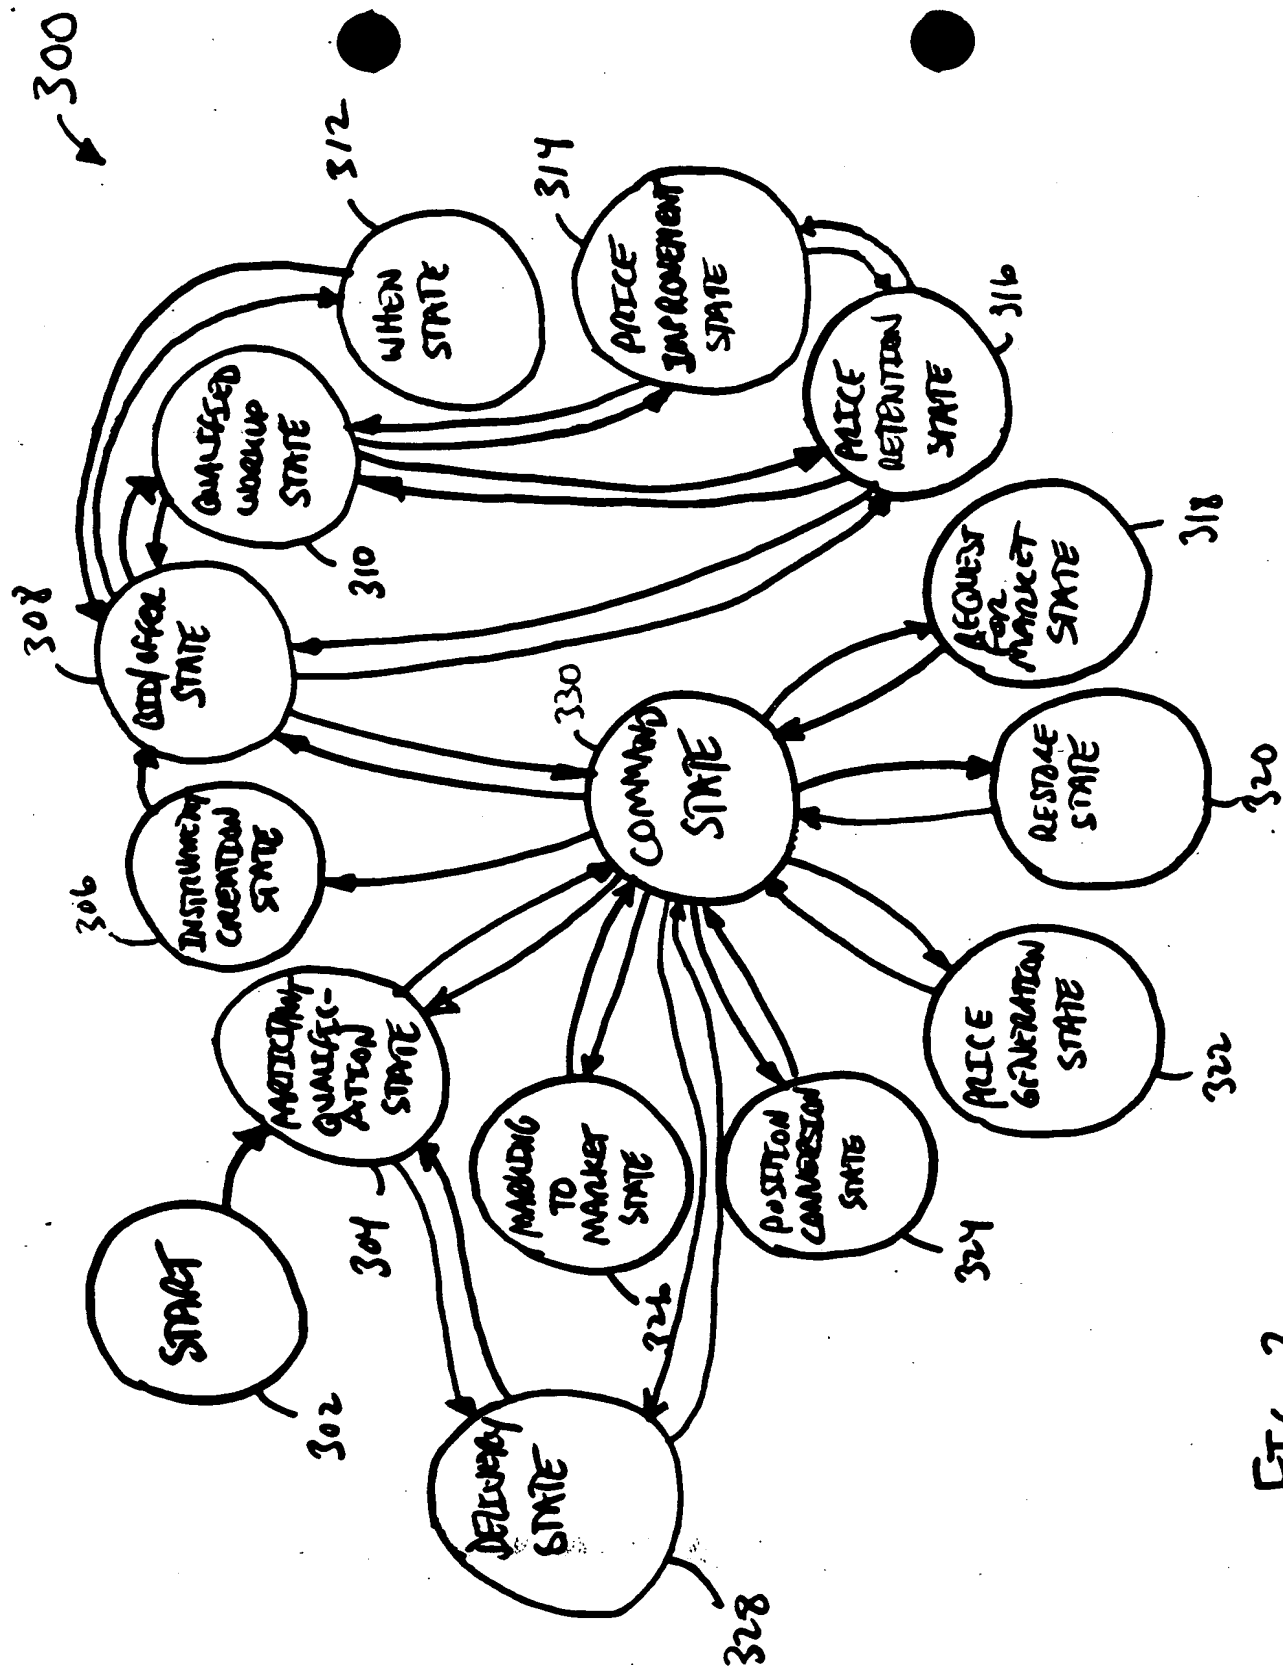 300
START
302
PARTICIPANT
QUALIFIC-
ATION
STATE
304
INSTRUMENT
CREATION
STATE
306
BID/OFFER
STATE
308
QUALIFIED
WORKUP
STATE
310
WHEN
STATE
312
PRICE
IMPROVEMENT
STATE
314
PRICE
RETENTION
STATE
316
REQUEST
FOR
MARKET
STATE
318
RESTORE
STATE
320
PRICE
GENERATION
STATE
322
POSITION
CONVERSION
STATE
324
MARKING
TO
MARKET
STATE
326
DELIVERY
STATE
328
COMMAND
STATE
330